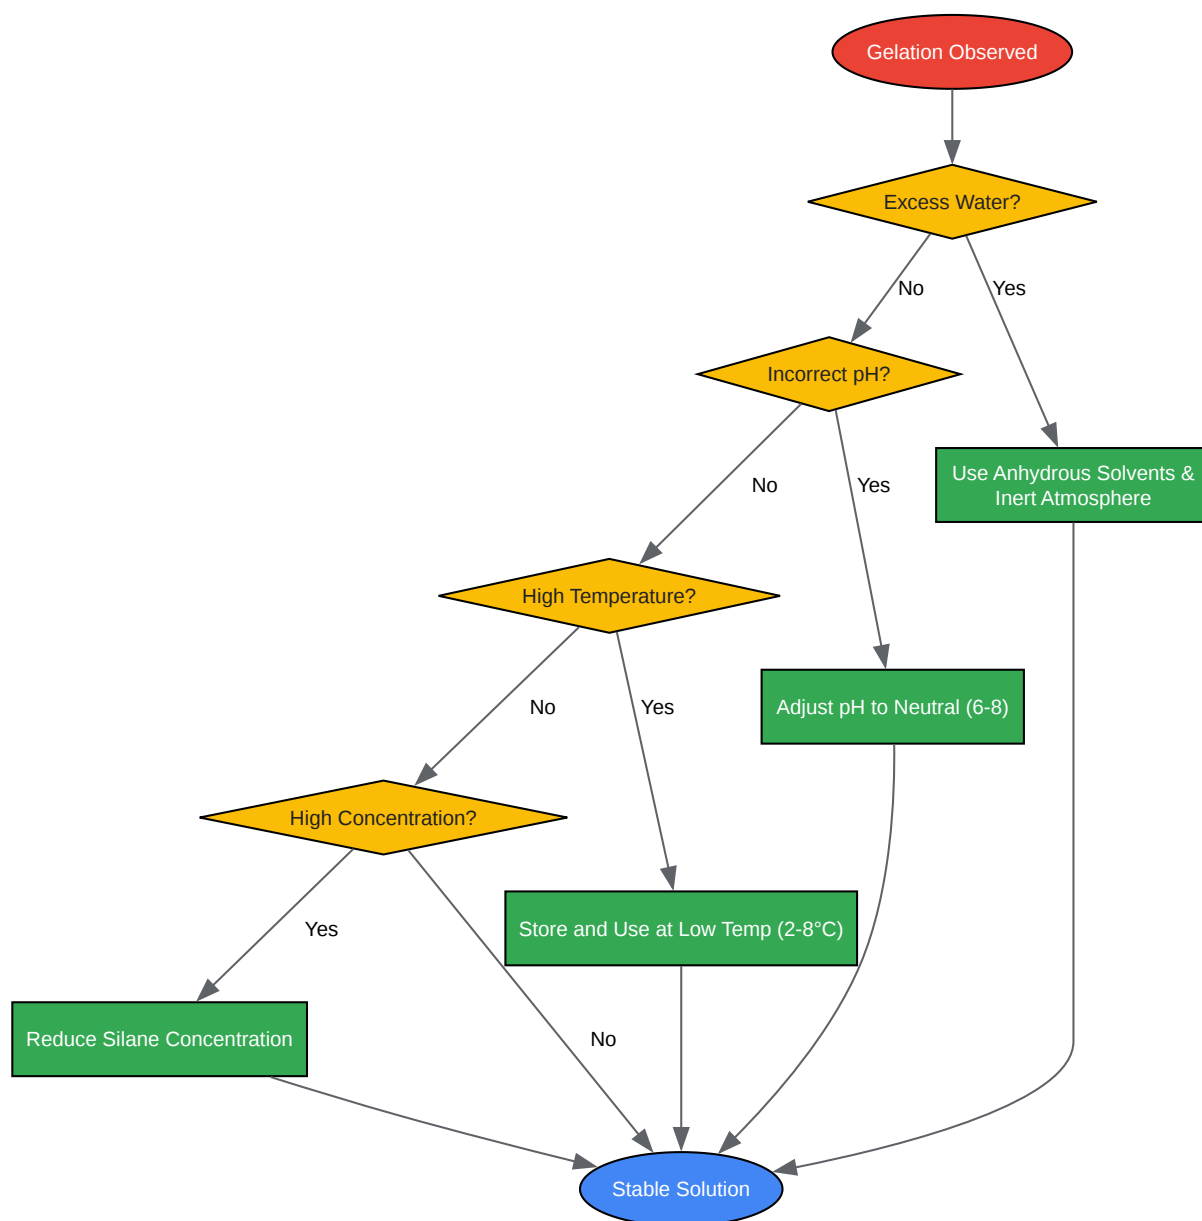 Gelation Observed
Excess Water?
No
Yes
Incorrect pH?
Use Anhydrous Solvents &
Inert Atmosphere
No
Yes
High Temperature?
Adjust pH to Neutral (6-8)
No
Yes
High Concentration?
Store and Use at Low Temp (2-8°C)
Yes
Reduce Silane Concentration
No
Stable Solution